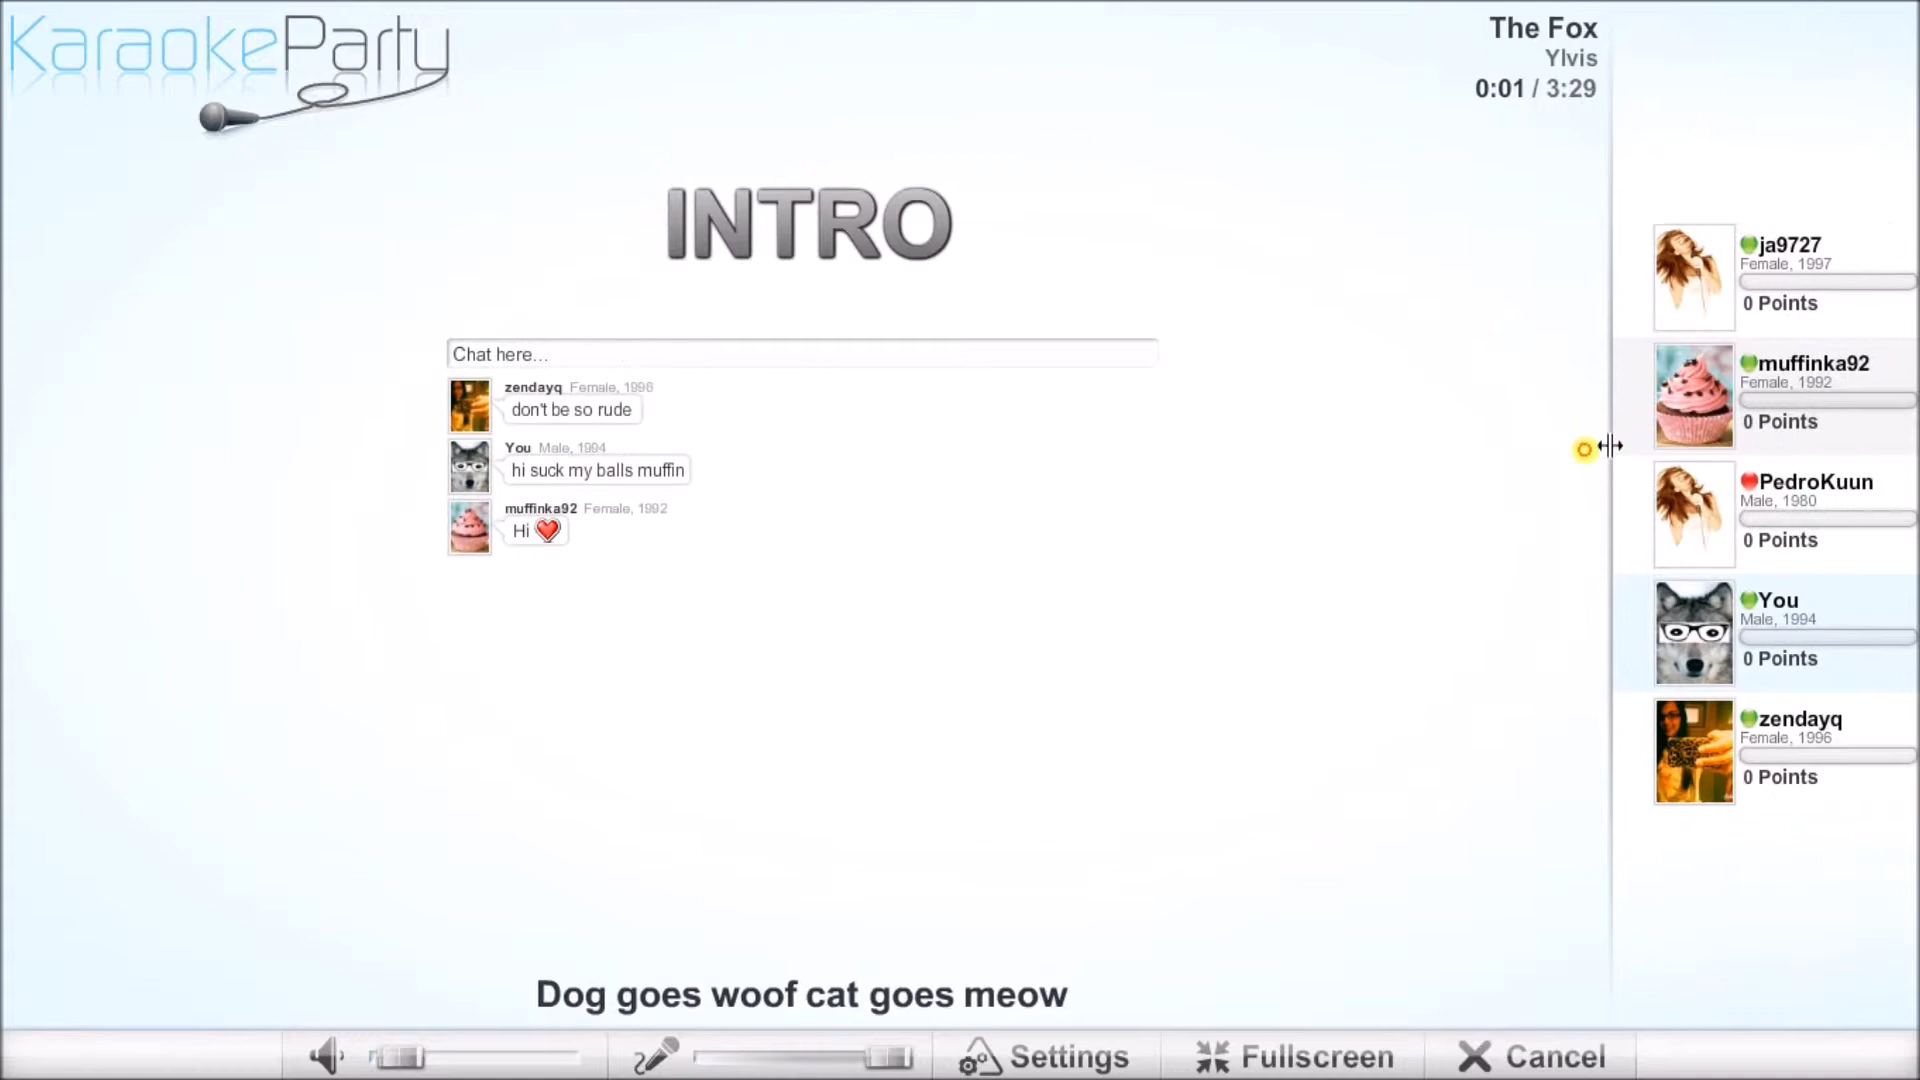 KaraokeParty
The Fox
Ylvis
0:01 / 3:29
INTRO
Chat here...
zendayq Female, 1996
don't be so rude
You Male, 1994
hi suck my balls muffin
muffinka92 Female, 1992
Hi
ja9727
Female, 1997
0 Points
muffinka92
Female, 1992
0 Points
PedroKuun
Male, 1980
0 Points
You
Male, 1994
0 Points
zendayq
Female, 1996
0 Points
Dog goes woof cat goes meow
Settings
Fullscreen
Cancel